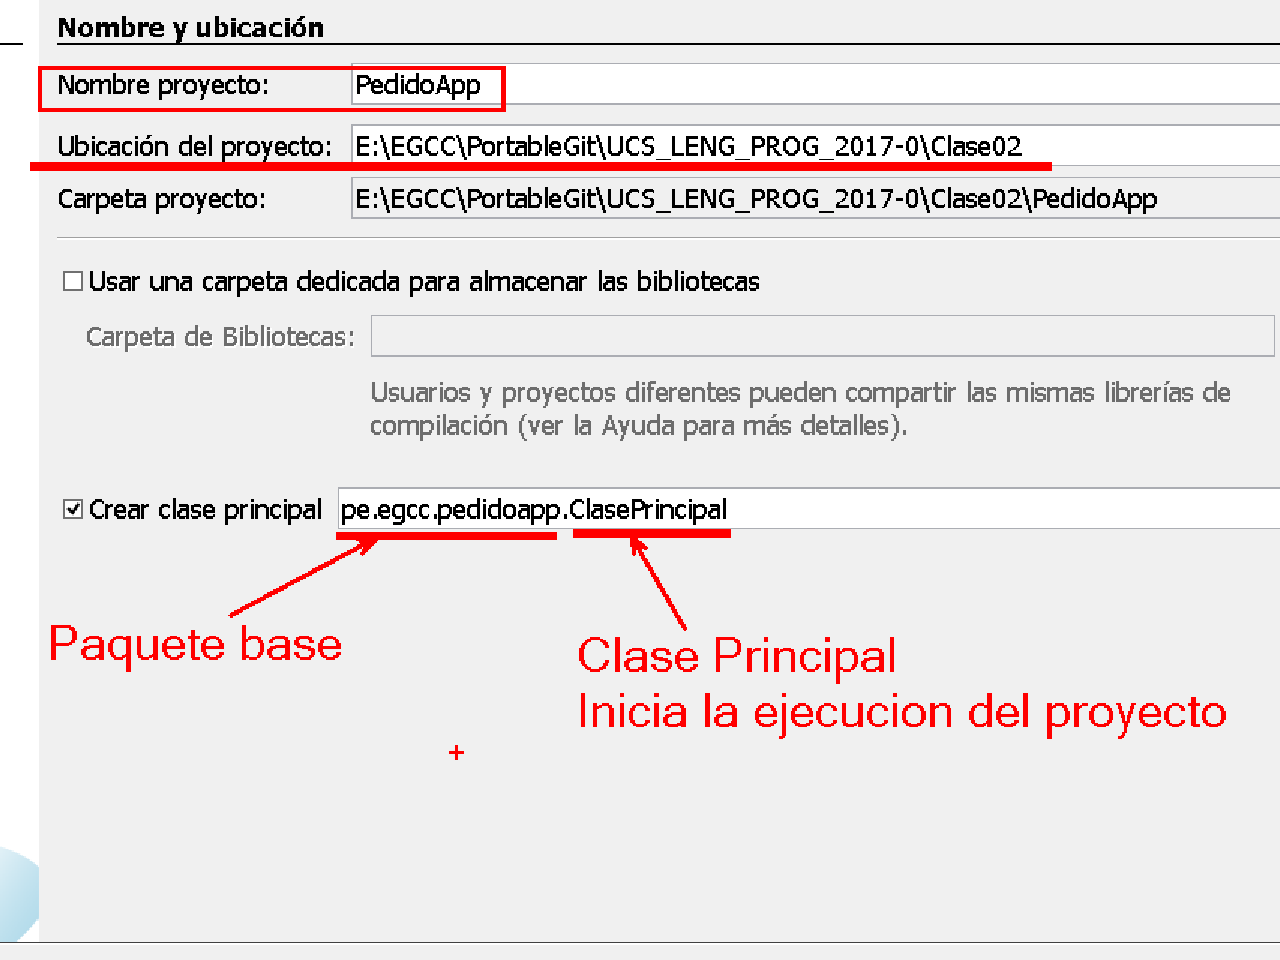 Nombre y ubicación
Nombre proyecto: PedidoApp
Ubicación del proyecto: E:\EGCC\PortableGit\UCS_LENG_PROG_2017-0\Clase02
Carpeta proyecto: E:\EGCC\PortableGit\UCS_LENG_PROG_2017-0\Clase02\PedidoApp
Usar una carpeta dedicada para almacenar las bibliotecas
Carpeta de Bibliotecas:
Usuarios y proyectos diferentes pueden compartir las mismas librerías de
compilación (ver la Ayuda para más detalles).
Crear clase principal pe.egcc.pedidoapp.ClasePrincipal
Paquete base
Clase Principal
Inicia la ejecucion del proyecto